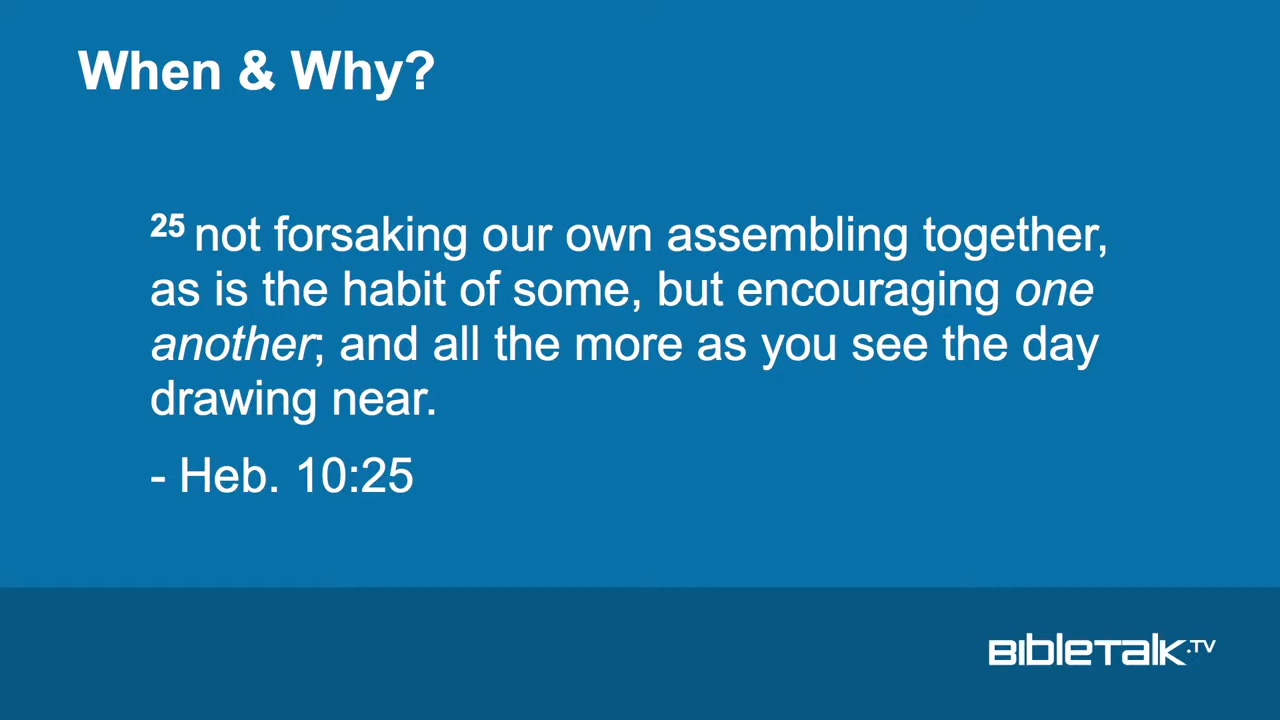 When & Why?
25 not forsaking our own assembling together,
as is the habit of some, but encouraging one
another; and all the more as you see the day
drawing near.
- Heb. 10:25
BIBLETALK.TV